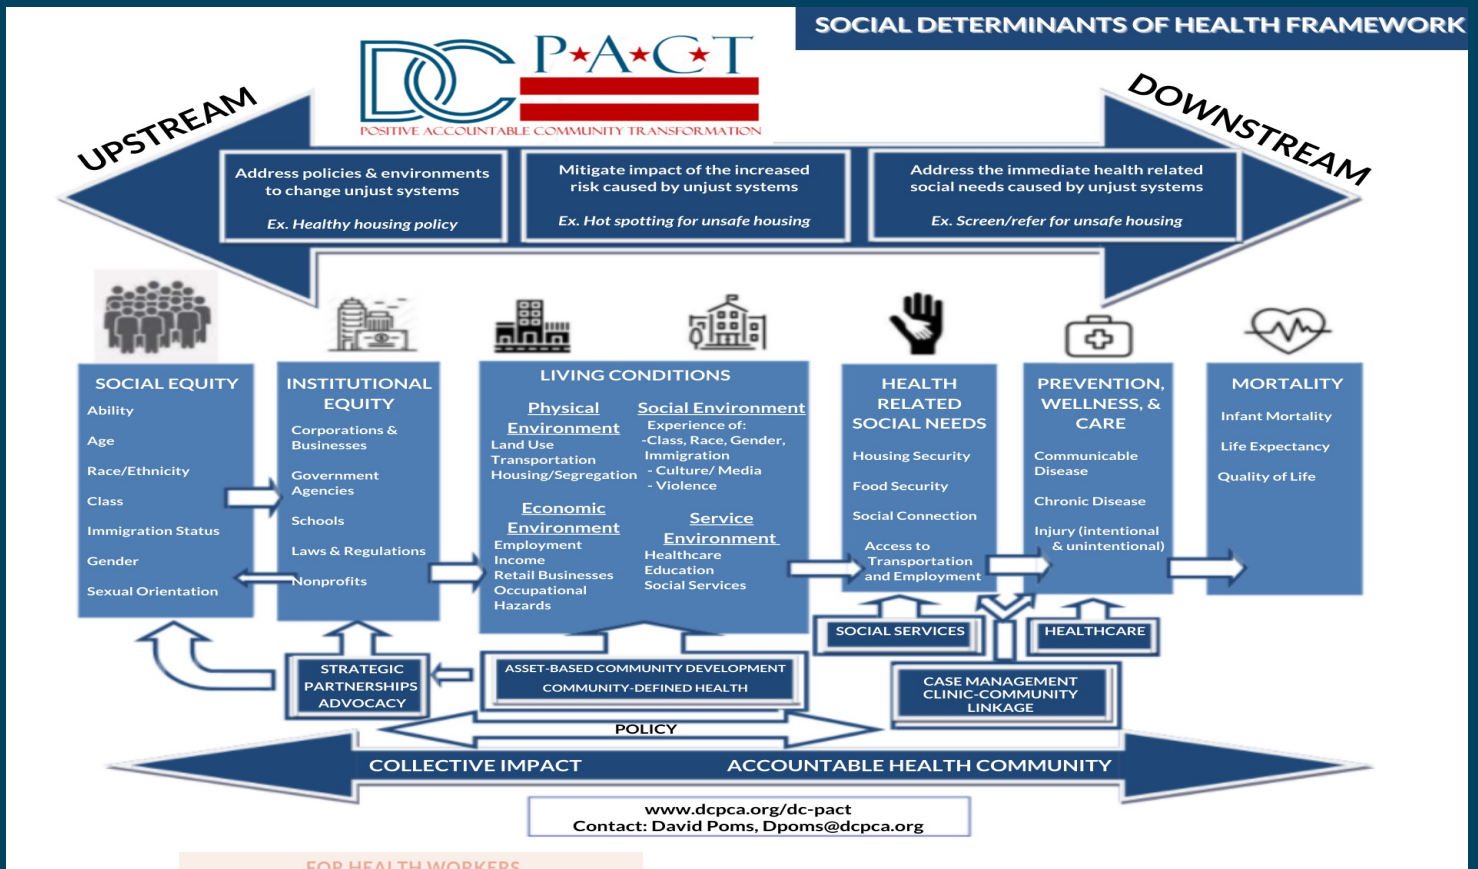 SOCIAL DETERMINANTS OF HEALTH FRAMEWORK
DC P★A★C★T
POSITIVE ACCOUNTABLE COMMUNITY TRANSFORMATION
UPSTREAM
DOWNSTREAM
Address policies & environments
to change unjust systems
Ex. Healthy housing policy
Mitigate impact of the increased
risk caused by unjust systems
Ex. Hot spotting for unsafe housing
Address the immediate health related
social needs caused by unjust systems
Ex. Screen/refer for unsafe housing
SOCIAL EQUITY
Ability
Age
Race/Ethnicity
Class
Immigration Status
Gender
Sexual Orientation
INSTITUTIONAL
EQUITY
Corporations &
Businesses
Government
Agencies
Schools
Laws & Regulations
Nonprofits
LIVING CONDITIONS
Physical
Environment
Land Use
Transportation
Housing/Segregation
Economic
Environment
Employment
Income
Retail Businesses
Occupational
Hazards
Social Environment
Experience of:
-Class, Race, Gender,
Immigration
- Culture/ Media
- Violence
Service
Environment
Healthcare
Education
Social Services
HEALTH
RELATED
SOCIAL NEEDS
Housing Security
Food Security
Social Connection
Access to
Transportation
and Employment
PREVENTION,
WELLNESS, &
CARE
Communicable
Disease
Chronic Disease
Injury (intentional
& unintentional)
MORTALITY
Infant Mortality
Life Expectancy
Quality of Life
STRATEGIC
PARTNERSHIPS
ADVOCACY
ASSET-BASED COMMUNITY DEVELOPMENT
COMMUNITY-DEFINED HEALTH
SOCIAL SERVICES
HEALTHCARE
CASE MANAGEMENT
CLINIC-COMMUNITY
LINKAGE
POLICY
COLLECTIVE IMPACT
ACCOUNTABLE HEALTH COMMUNITY
www.dcpca.org/dc-pact
Contact: David Poms, Dpoms@dcpca.org
FOR HEALTH WORKERS